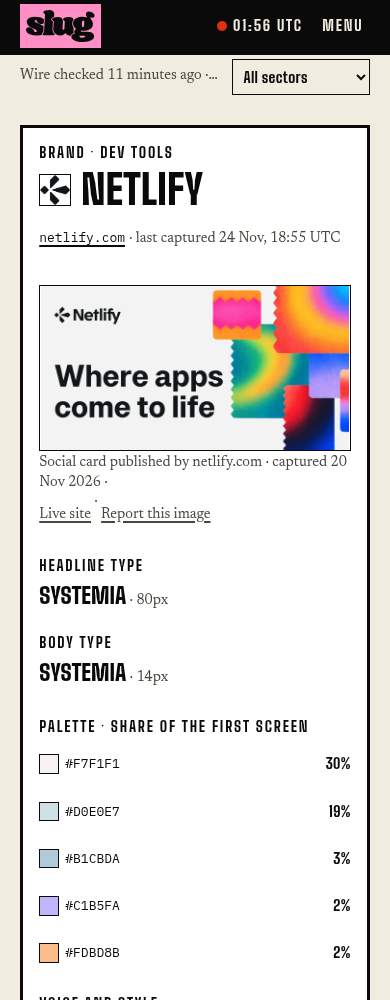 slug
01:56 UTC MENU
Wire checked 11 minutes ago ·…
All sectors
BRAND · DEV TOOLS
NETLIFY
netlify.com · last captured 24 Nov, 18:55 UTC
Netlify
Where apps
come to life
Social card published by netlify.com · captured 20
Nov 2026 ·
·
Live site Report this image
HEADLINE TYPE
SYSTEMIA · 80px
BODY TYPE
SYSTEMIA · 14px
PALETTE · SHARE OF THE FIRST SCREEN
#F7F1F1 30%
#D0E0E7 19%
#B1CBDA 3%
#C1B5FA 2%
#FDBD8B 2%
VOICE AND STYLE